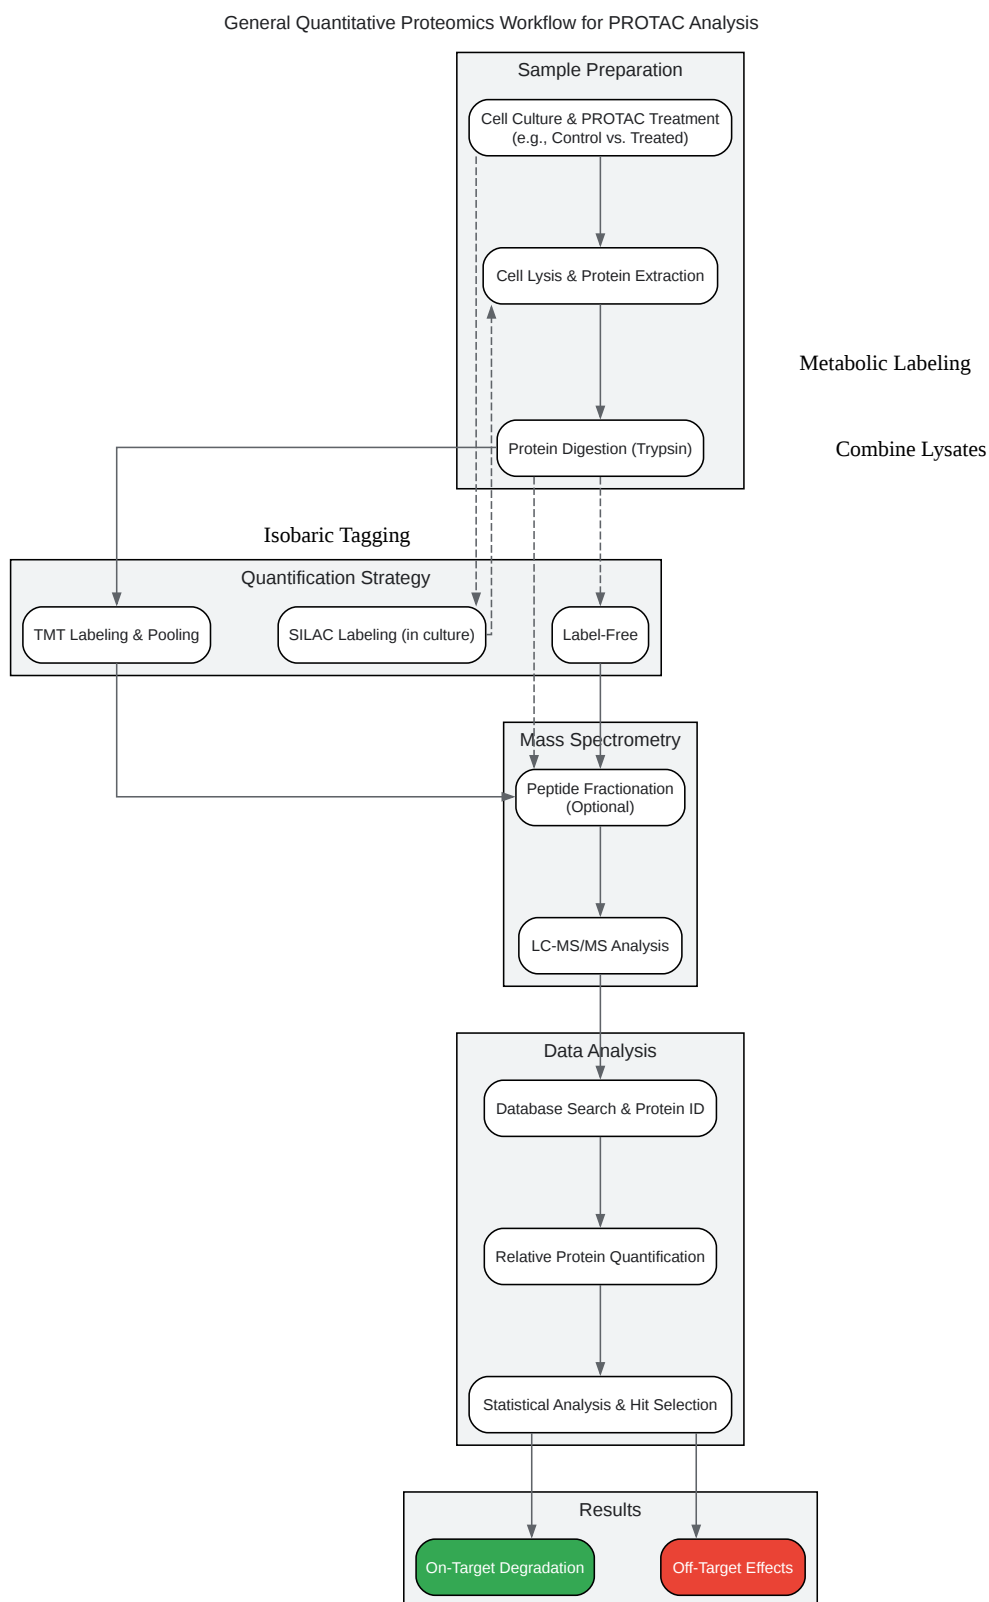 General Quantitative Proteomics Workflow for PROTAC Analysis
Sample Preparation
Cell Culture & PROTAC Treatment
(e.g., Control vs. Treated)
Cell Lysis & Protein Extraction
Metabolic Labeling
Protein Digestion (Trypsin)
Combine Lysates
Isobaric Tagging
Quantification Strategy
TMT Labeling & Pooling
SILAC Labeling (in culture)
Label-Free
Mass Spectrometry
Peptide Fractionation
(Optional)
LC-MS/MS Analysis
Data Analysis
Database Search & Protein ID
Relative Protein Quantification
Statistical Analysis & Hit Selection
Results
On-Target Degradation
Off-Target Effects